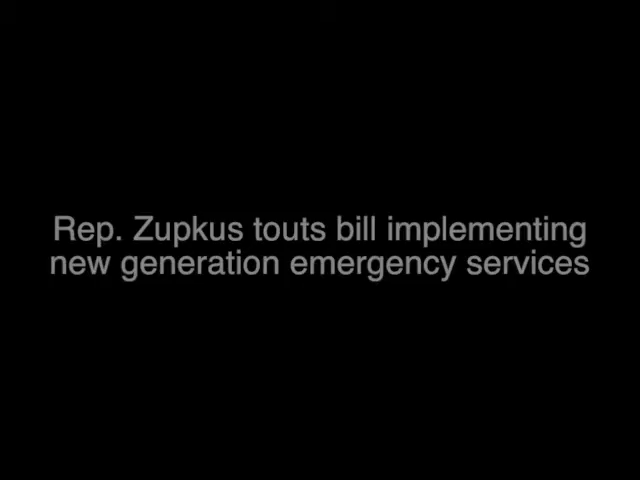 Rep. Zupkus touts bill implementing
new generation emergency services